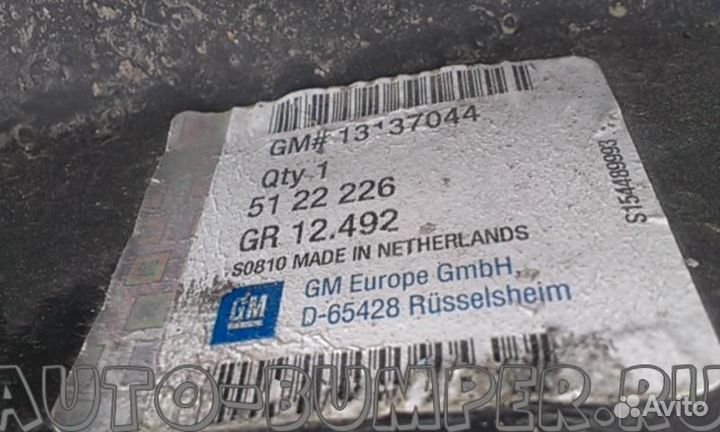 GM# 13137044
Qty 1
51 22 226
GR 12.492
S0810 MADE IN NETHERLANDS
GM
GM Europe GmbH,
D-65428 Rüsselsheim
S154489993
AUTO-BUMPER.RU
Avito